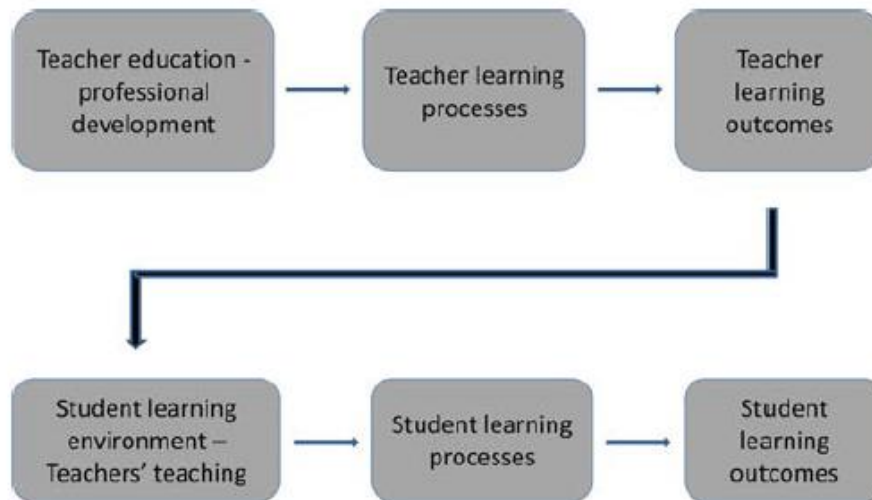 Teacher education -
professional
development
Teacher learning
processes
Teacher
learning
outcomes
Student learning
environment –
Teachers' teaching
Student learning
processes
Student
learning
outcomes